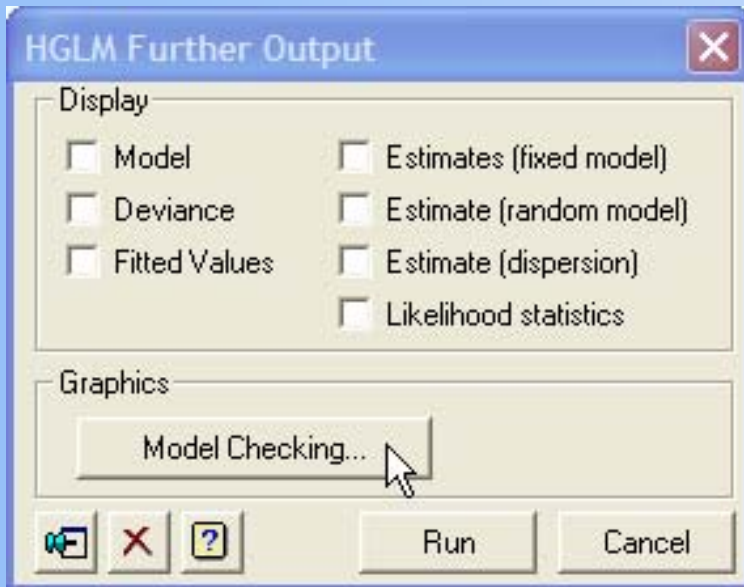 HGLM Further Output
Display
Model
Deviance
Fitted Values
Estimates (fixed model)
Estimate (random model)
Estimate (dispersion)
Likelihood statistics
Graphics
Model Checking...
?
Run
Cancel